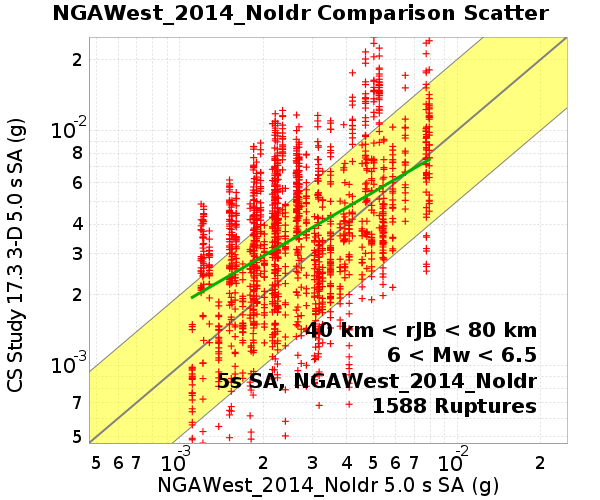 NGAWest_2014_NoIdr Comparison Scatter
CS Study 17.3 3-D 5.0 s SA (g)
2
10⁻²
8
6
4
3
2
10⁻³
7
5
40 km < rJB < 80 km
6 < Mw < 6.5
5s SA, NGAWest_2014_NoIdr
1588 Ruptures
5 6 7 10⁻³ 2 3 4 5 6 7 10⁻² 2
NGAWest_2014_NoIdr 5.0 s SA (g)